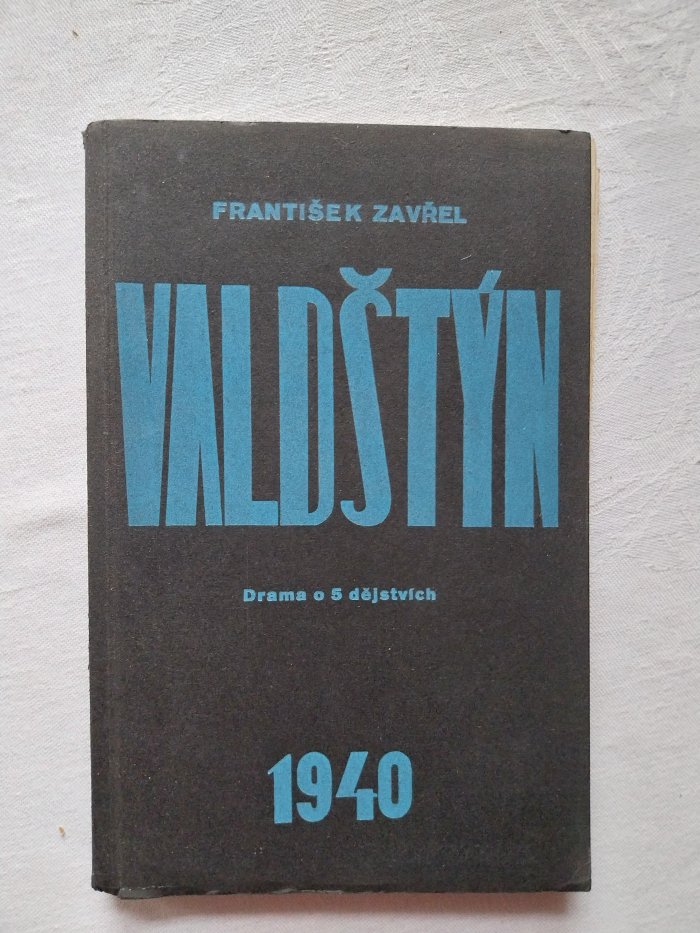 FRANTIŠEK ZAVŘEL
VALDŠTÝN
Drama o 5 dějstvích
1940